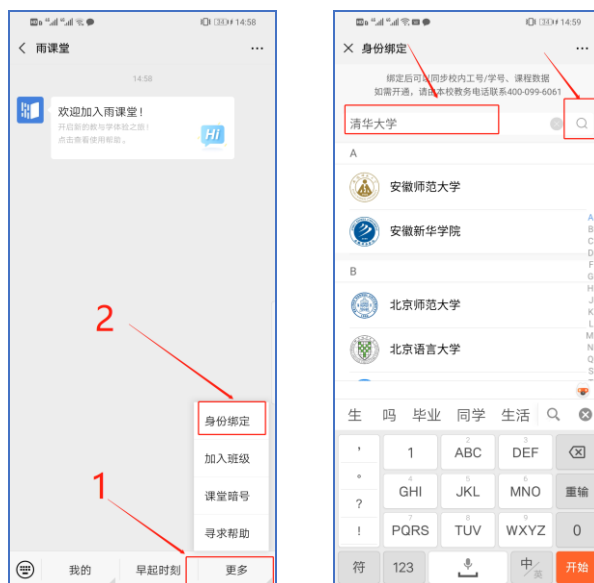 14:58
雨课堂
14:58
欢迎加入雨课堂！
开启新的教与学体验之旅！
点击查看使用帮助。
Hi
2
身份绑定
加入班级
1
课堂暗号
寻求帮助
我的
早起时刻
更多
14:59
身份绑定
绑定后可以同步校内工号/学号、课程数据
如需开通，请由本校教务电话联系400-099-6061
清华大学
A
安徽师范大学
安徽新华学院
B
北京师范大学
北京语言大学
A
B
C
D
F
G
H
J
K
L
M
N
Q
S
生 吗 毕业 同学 生活
, 1 ABC DEF
。 GHI JKL MNO 重输
?
! PQRS TUV WXYZ 0
符 123 中/英 开始